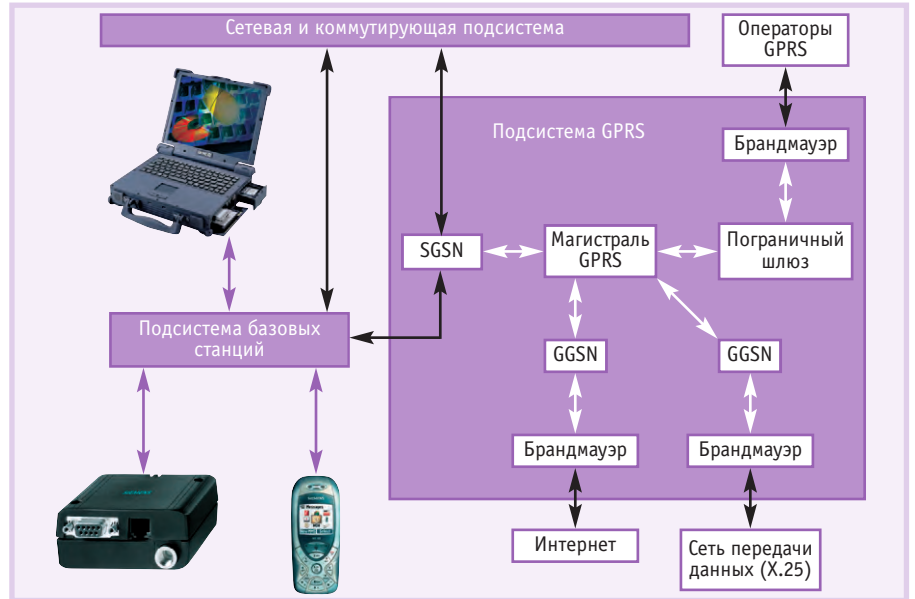 Сетевая и коммутирующая подсистема
Операторы
GPRS
Подсистема GPRS
Брандмауэр
SGSN
Магистраль
GPRS
Пограничный
шлюз
Подсистема базовых
станций
GGSN
GGSN
Брандмауэр
Брандмауэр
Интернет
Сеть передачи
данных (X.25)